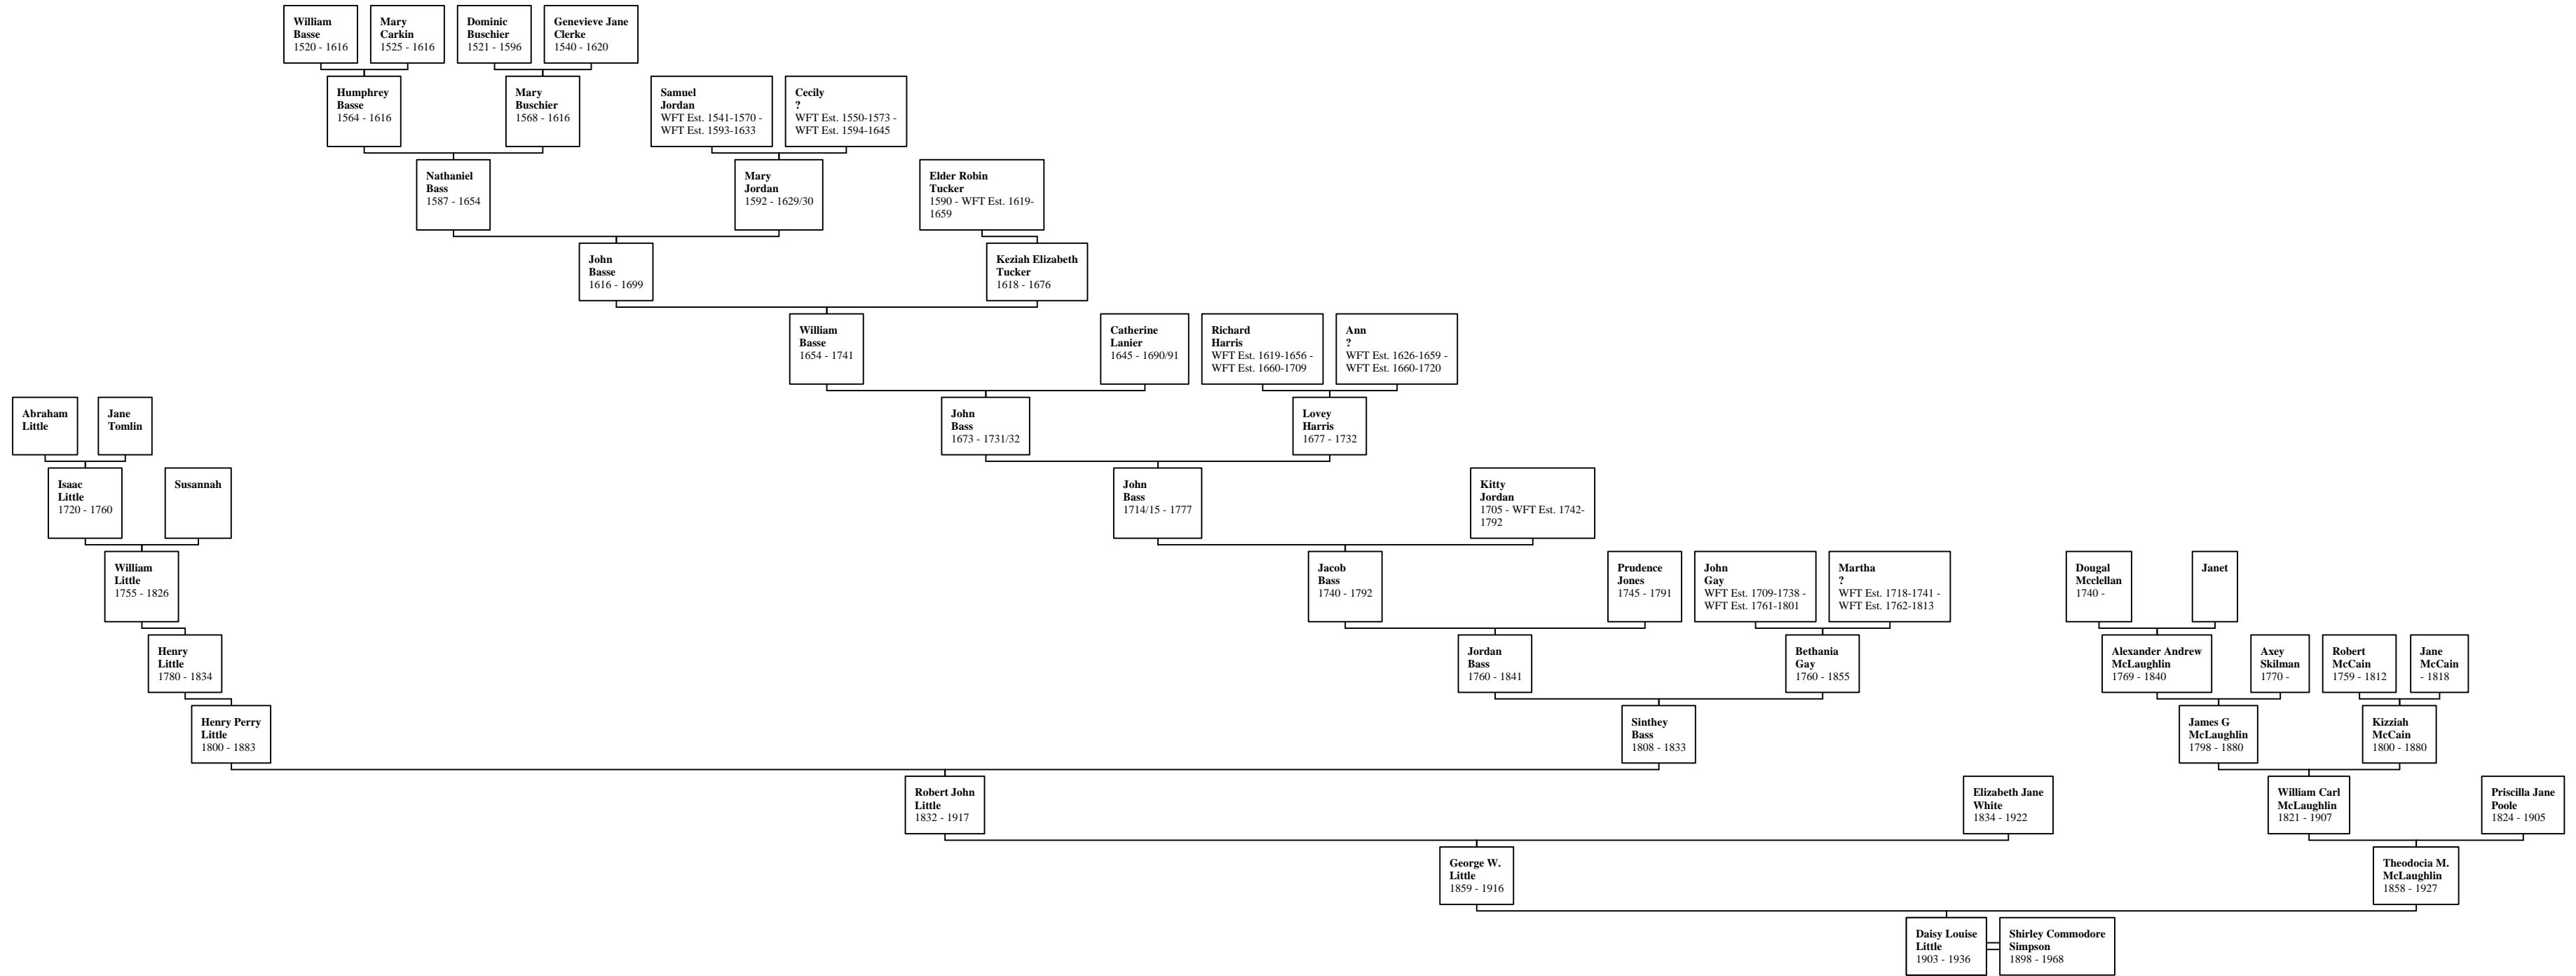 William
Basse
1520 - 1616
Mary
Carkin
1525 - 1616
Dominic
Buschier
1521 - 1596
Genevieve Jane
Clerke
1540 - 1620
Humphrey
Basse
1564 - 1616
Mary
Buschier
1568 - 1616
Samuel
Jordan
WFT Est. 1541-1570 -
WFT Est. 1593-1633
Cecily
?
WFT Est. 1550-1573 -
WFT Est. 1594-1645
Nathaniel
Bass
1587 - 1654
Mary
Jordan
1592 - 1629/30
Elder Robin
Tucker
1590 - WFT Est. 1619-
1659
John
Basse
1616 - 1699
Keziah Elizabeth
Tucker
1618 - 1676
William
Basse
1654 - 1741
Catherine
Lanier
1645 - 1690/91
Richard
Harris
WFT Est. 1619-1656 -
WFT Est. 1660-1709
Ann
?
WFT Est. 1626-1659 -
WFT Est. 1660-1720
Abraham
Little
Jane
Tomlin
John
Bass
1673 - 1731/32
Lovey
Harris
1677 - 1732
Isaac
Little
1720 - 1760
Susannah
John
Bass
1714/15 - 1777
Kitty
Jordan
1705 - WFT Est. 1742-
1792
William
Little
1755 - 1826
Jacob
Bass
1740 - 1792
Prudence
Jones
1745 - 1791
John
Gay
WFT Est. 1709-1738 -
WFT Est. 1761-1801
Martha
?
WFT Est. 1718-1741 -
WFT Est. 1762-1813
Dougal
Mcclellan
1740 -
Janet
Henry
Little
1780 - 1834
Jordan
Bass
1760 - 1841
Bethania
Gay
1760 - 1855
Alexander Andrew
McLaughlin
1769 - 1840
Axey
Skilman
1770 -
Robert
McCain
1759 - 1812
Jane
McCain
- 1818
Henry Perry
Little
1800 - 1883
Sinthey
Bass
1808 - 1833
James G
McLaughlin
1798 - 1880
Kizziah
McCain
1800 - 1880
Robert John
Little
1832 - 1917
Elizabeth Jane
White
1834 - 1922
William Carl
McLaughlin
1821 - 1907
Priscilla Jane
Poole
1824 - 1905
George W.
Little
1859 - 1916
Theodocia M.
McLaughlin
1858 - 1927
Daisy Louise
Little
1903 - 1936
Shirley Commodore
Simpson
1898 - 1968